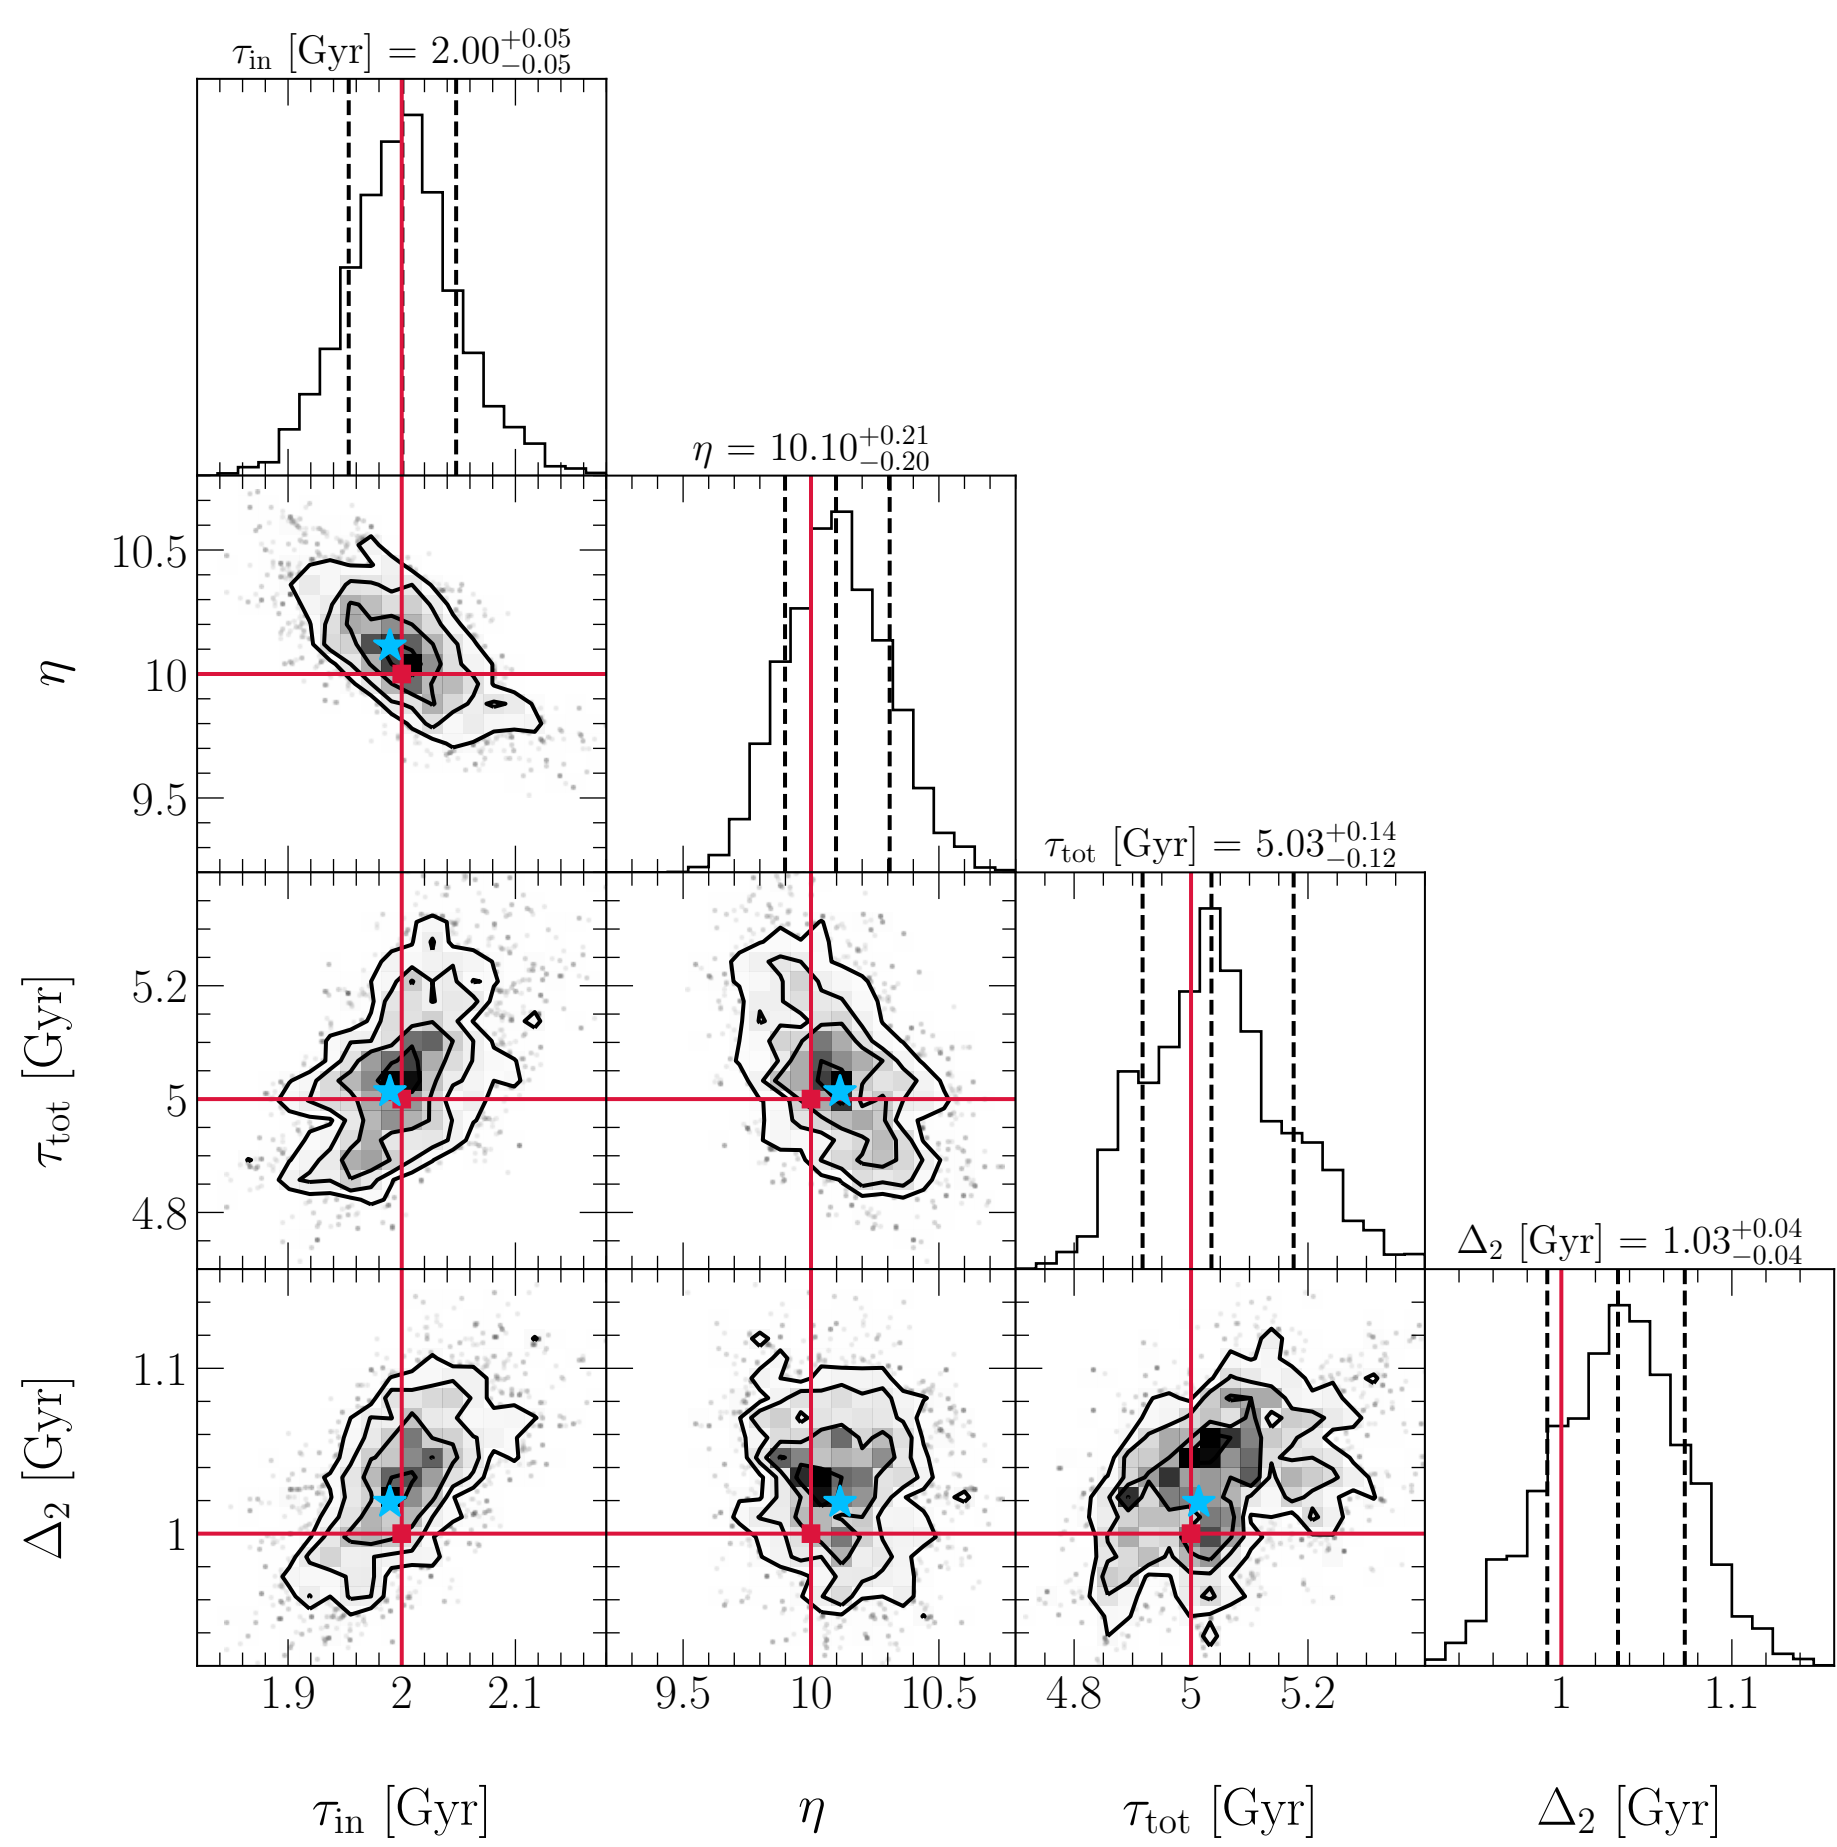 τ_in [Gyr] = 2.00^{+0.05}_{−0.05}
η = 10.10^{+0.21}_{−0.20}
10.5
10
9.5
η
τ_tot [Gyr] = 5.03^{+0.14}_{−0.12}
5.2
5
4.8
τ_tot [Gyr]
Δ_2 [Gyr] = 1.03^{+0.04}_{−0.04}
1.1
1
Δ_2 [Gyr]
1.9 2 2.1 9.5 10 10.5 4.8 5 5.2 1 1.1
τ_in [Gyr] η τ_tot [Gyr] Δ_2 [Gyr]